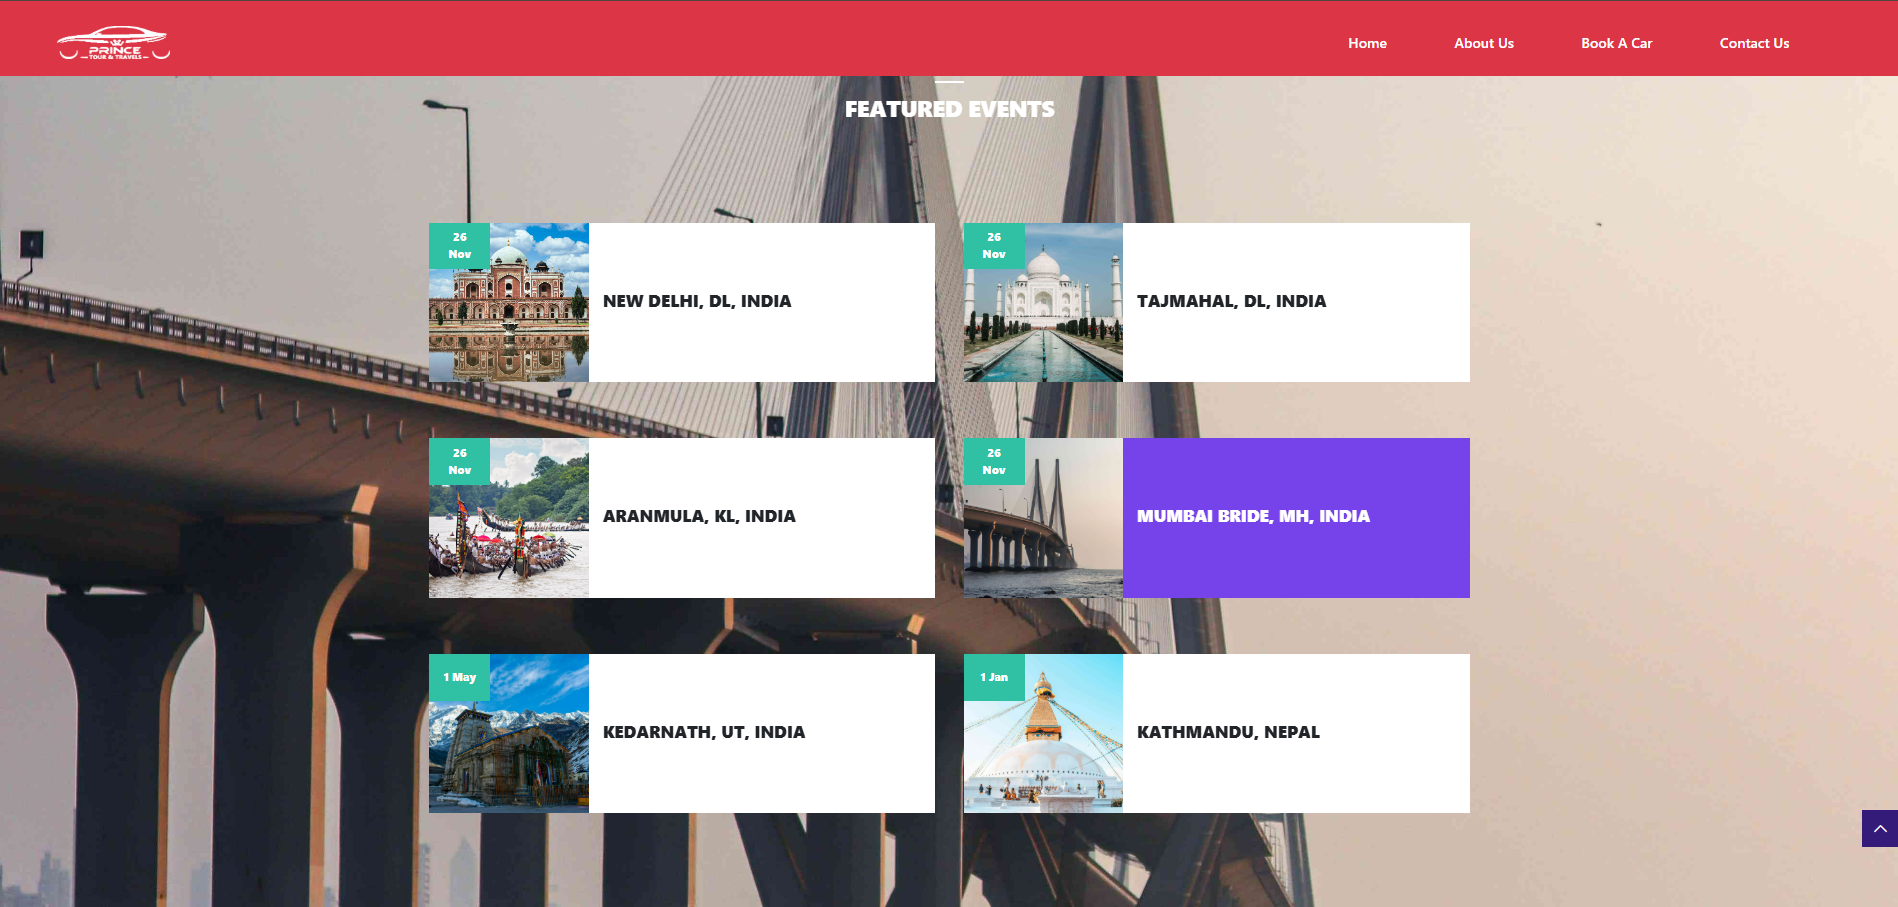 PRINCE
TOUR & TRAVELS
Home
About Us
Book A Car
Contact Us
FEATURED EVENTS
26
Nov
NEW DELHI, DL, INDIA
26
Nov
TAJMAHAL, DL, INDIA
26
Nov
ARANMULA, KL, INDIA
26
Nov
MUMBAI BRIDE, MH, INDIA
1 May
KEDARNATH, UT, INDIA
1 Jan
KATHMANDU, NEPAL